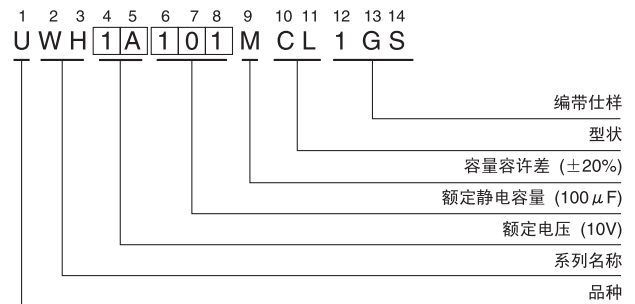 1 2 3 4 5 6 7 8 9 10 11 12 13 14
U W H 1 A 1 0 1 M C L 1 G S
编带仕样
型状
容量容许差 (±20%)
额定静电容量 (100μF)
额定电压 (10V)
系列名称
品种